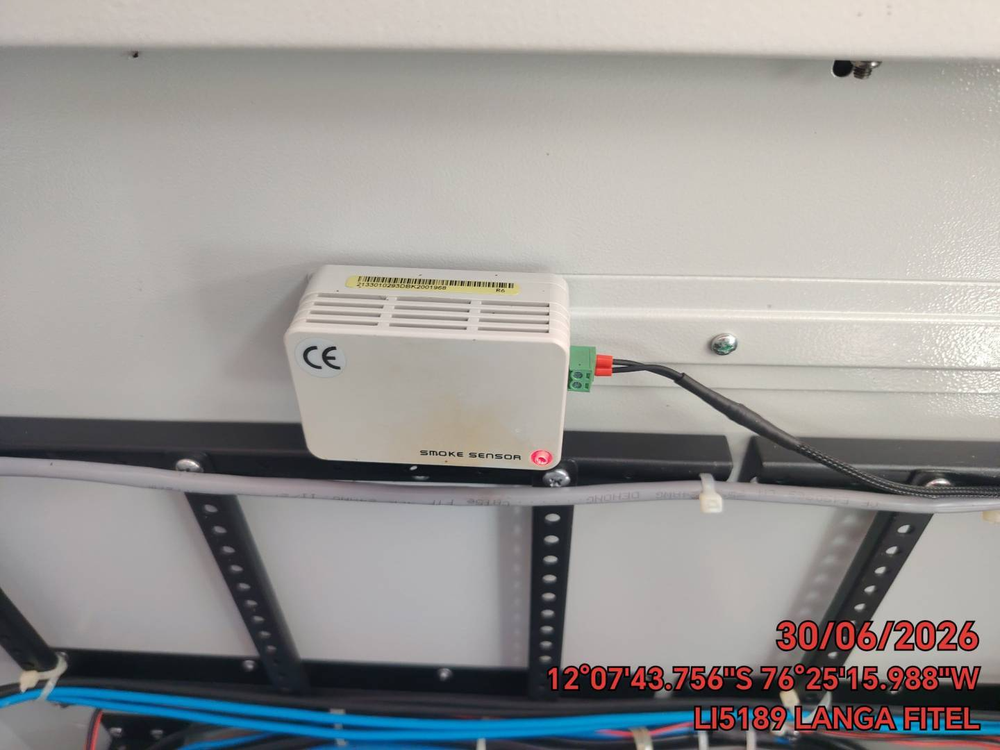 2133010293DBK2001968 R6
CE
SMOKE SENSOR
DEHONG
30/06/2026
12°07'43.756"S 76°25'15.988"W
LI5189 LANGA FITEL